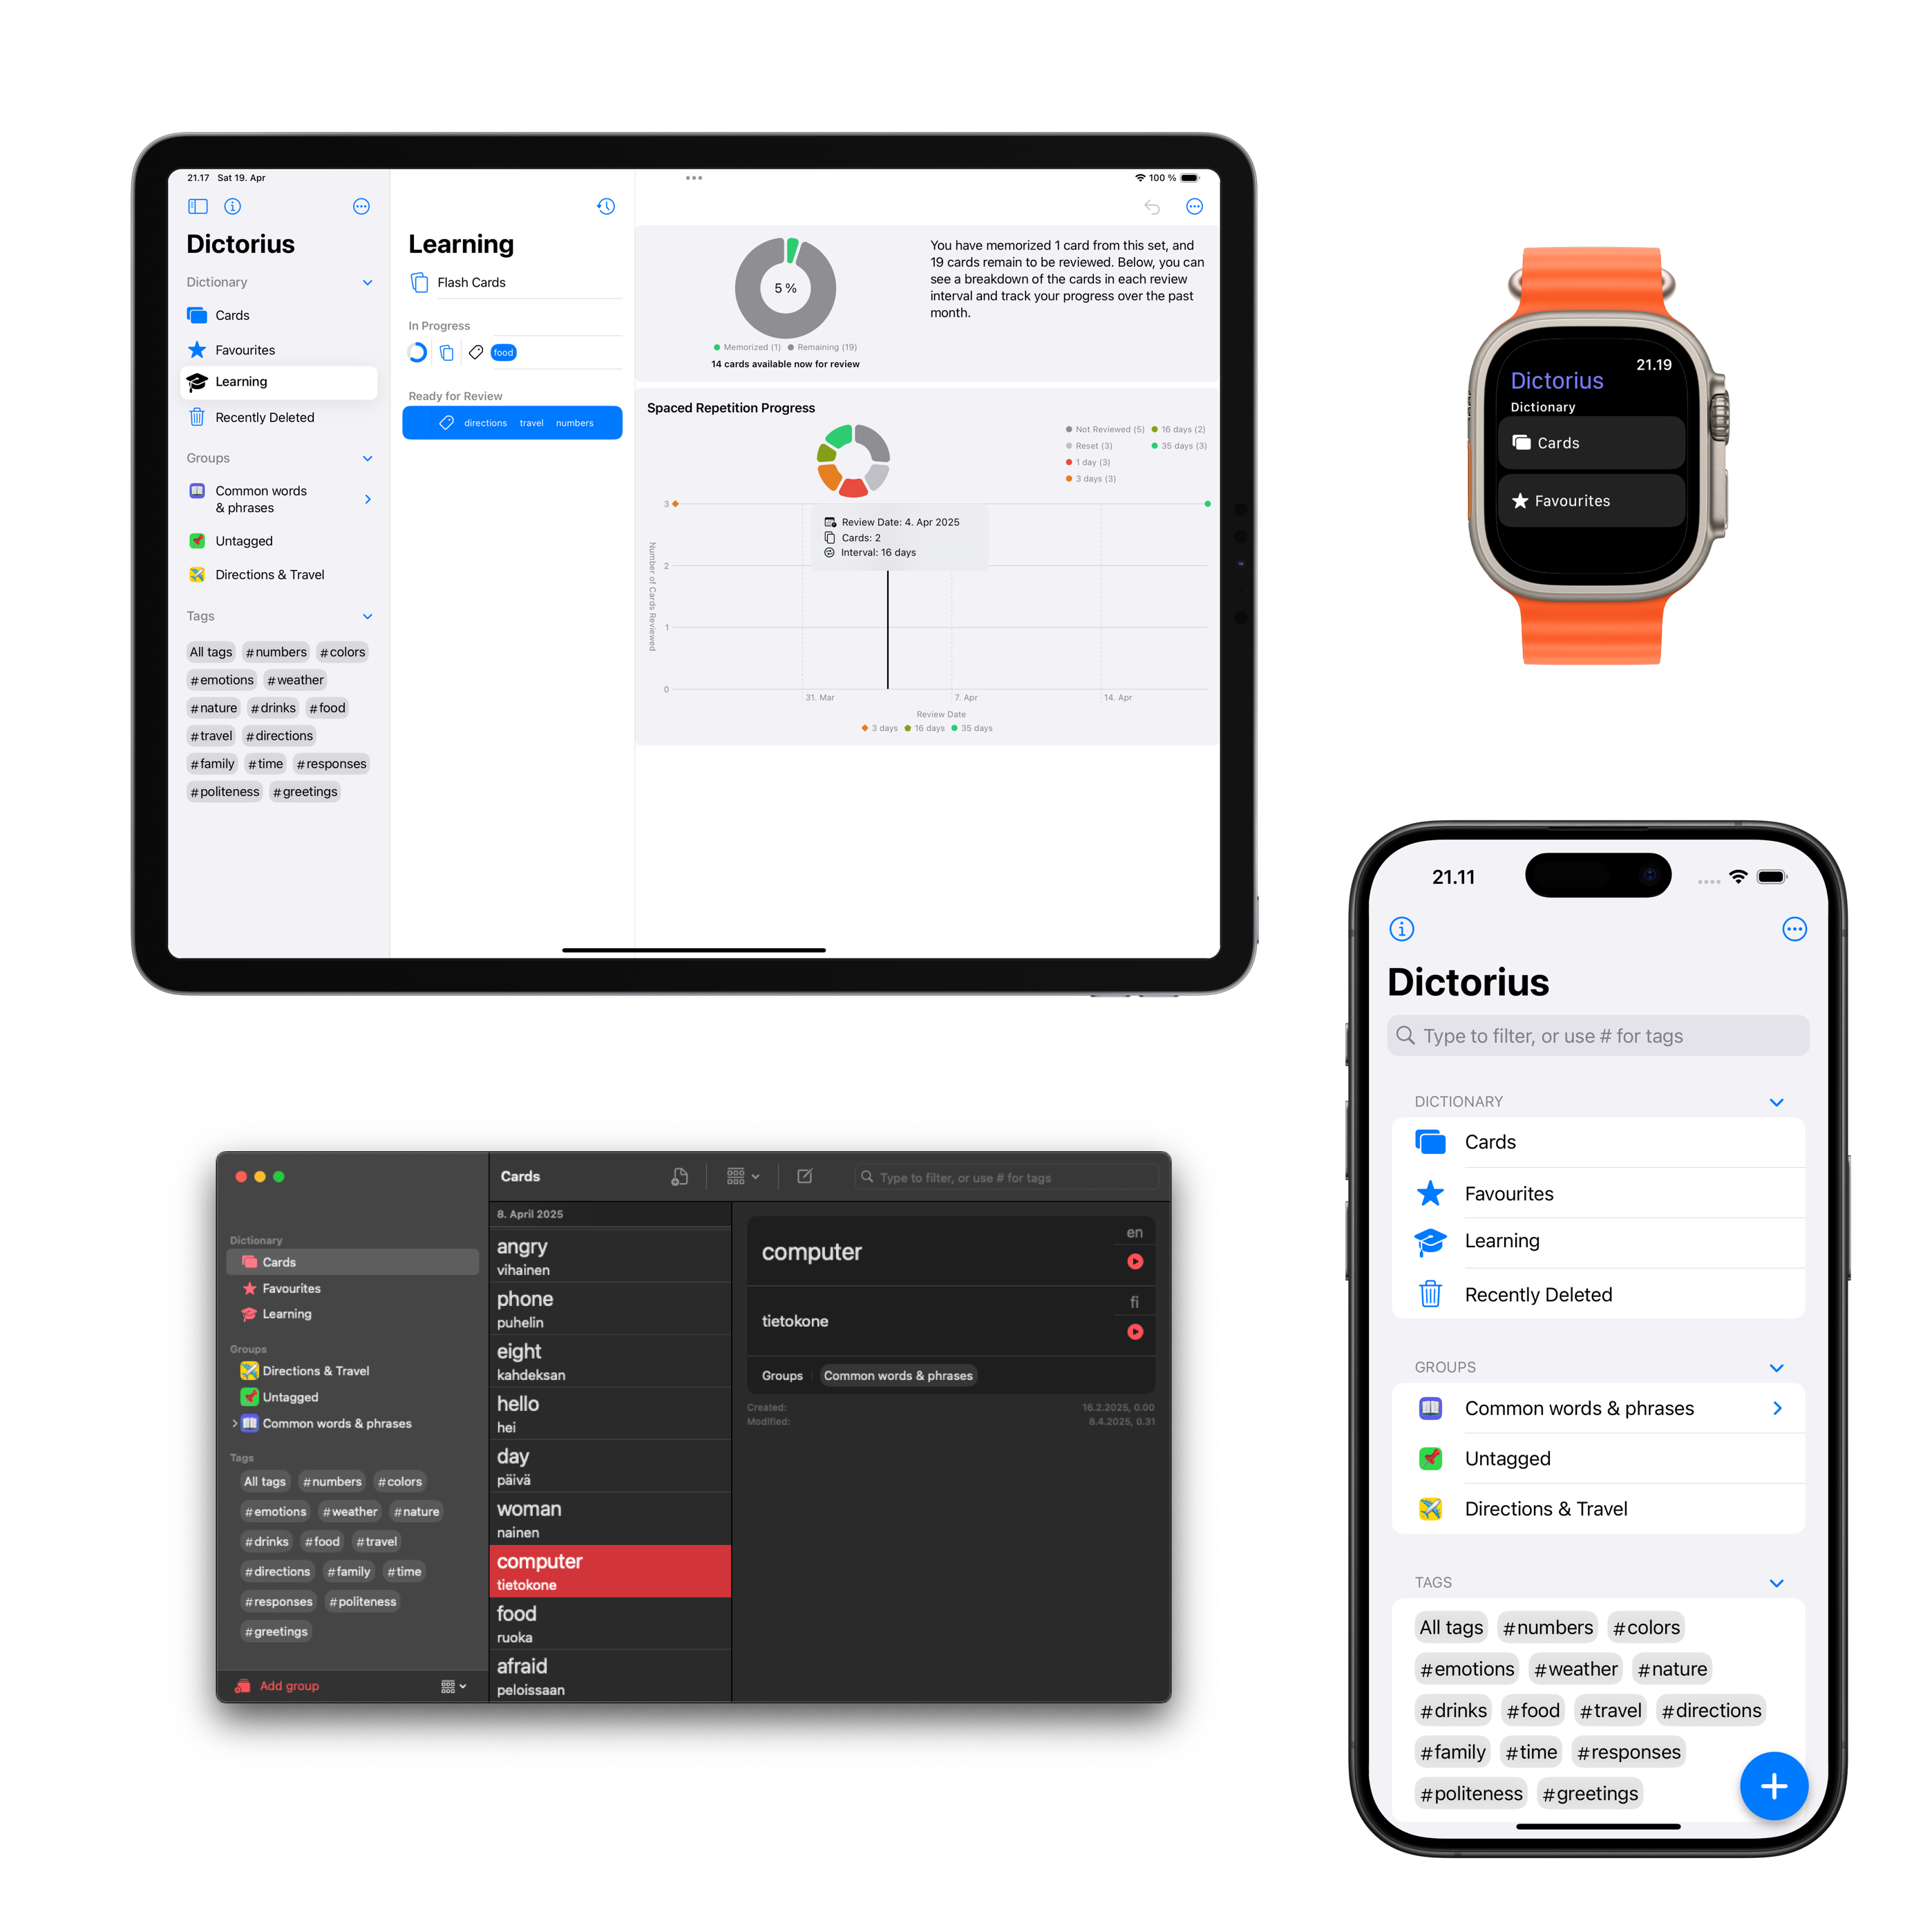 21.17 Sat 19. Apr
100 %
Dictorius
Dictionary
Cards
Favourites
Learning
Recently Deleted
Groups
Common words
& phrases
Untagged
Directions & Travel
Tags
All tags #numbers #colors
#emotions #weather
#nature #drinks #food
#travel #directions
#family #time #responses
#politeness #greetings
Learning
Flash Cards
In Progress
food
Ready for Review
directions travel numbers
5 %
Memorized (1) Remaining (19)
14 cards available now for review
You have memorized 1 card from this set, and
19 cards remain to be reviewed. Below, you can
see a breakdown of the cards in each review
interval and track your progress over the past
month.
Spaced Repetition Progress
Not Reviewed (5) 16 days (2)
Reset (3) 35 days (3)
1 day (3)
3 days (3)
Number of Cards Reviewed
3
2
1
0
Review Date: 4. Apr 2025
Cards: 2
Interval: 16 days
31. Mar 7. Apr 14. Apr
Review Date
3 days 16 days 35 days
21.19
Dictorius
Dictionary
Cards
Favourites
Dictionary
Cards
Favourites
Learning
Groups
Directions & Travel
Untagged
Common words & phrases
Tags
All tags #numbers #colors
#emotions #weather #nature
#drinks #food #travel
#directions #family #time
#responses #politeness
#greetings
Add group
Cards
Type to filter, or use # for tags
8. April 2025
angry
vihainen
phone
puhelin
eight
kahdeksan
hello
hei
day
päivä
woman
nainen
computer
tietokone
food
ruoka
afraid
peloissaan
computer
en
tietokone
fi
Groups Common words & phrases
Created: 16.2.2025, 0.00
Modified: 8.4.2025, 0.31
21.11
Dictorius
Type to filter, or use # for tags
DICTIONARY
Cards
Favourites
Learning
Recently Deleted
GROUPS
Common words & phrases
Untagged
Directions & Travel
TAGS
All tags #numbers #colors
#emotions #weather #nature
#drinks #food #travel #directions
#family #time #responses
#politeness #greetings